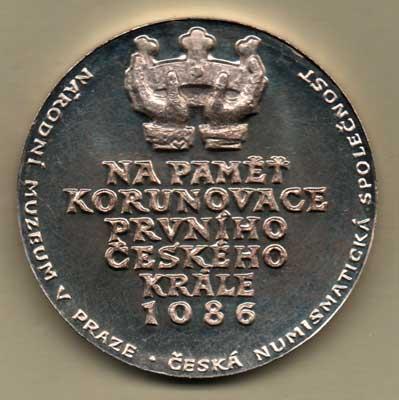 NA PAMĚŤ
KORUNOVACE
PRVNÍHO
ČESKÉHO
KRÁLE
1086
NÁRODNÍ MUZEUM V PRAZE · ČESKÁ NUMISMATICKÁ SPOLEČNOST